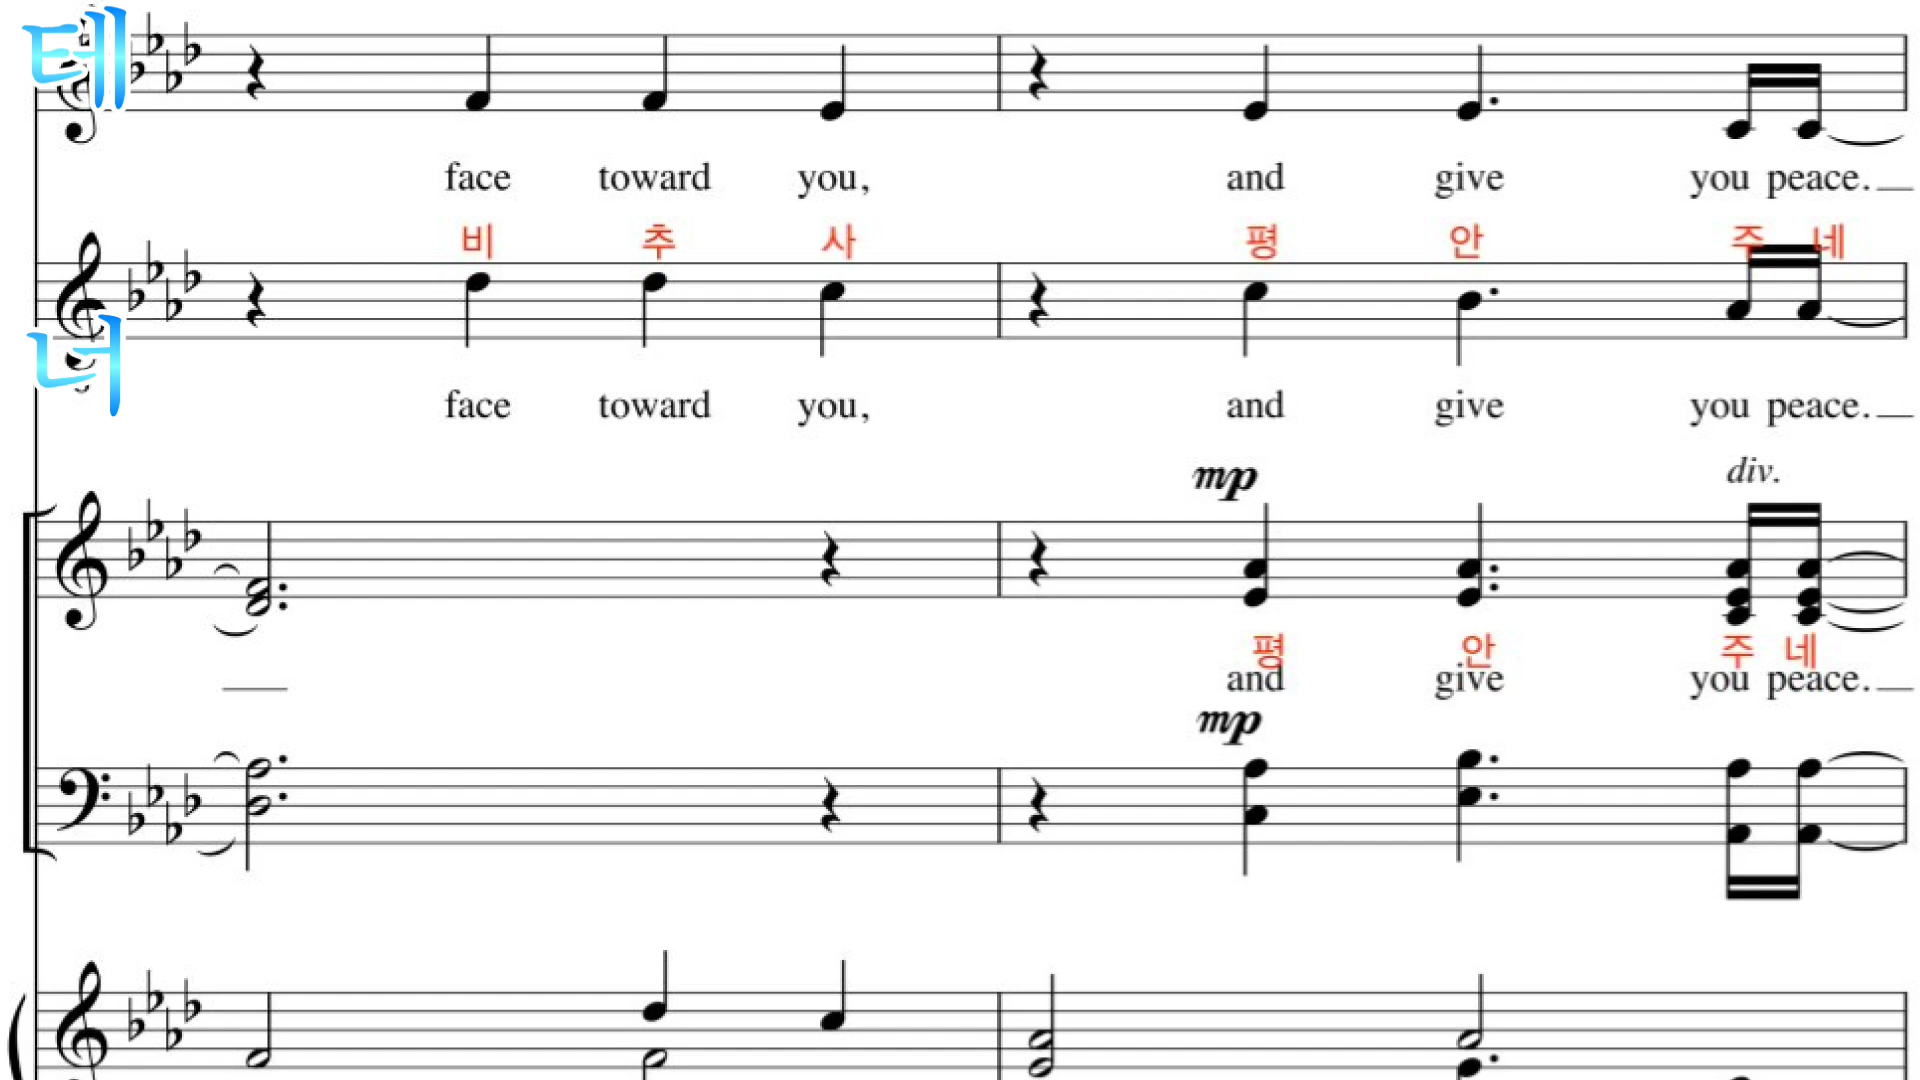 테
face toward you, and give you peace.
비 추 사 평 안 주 네
너
face toward you, and give you peace.
mp div.
평 안 주 네
and give you peace.
mp